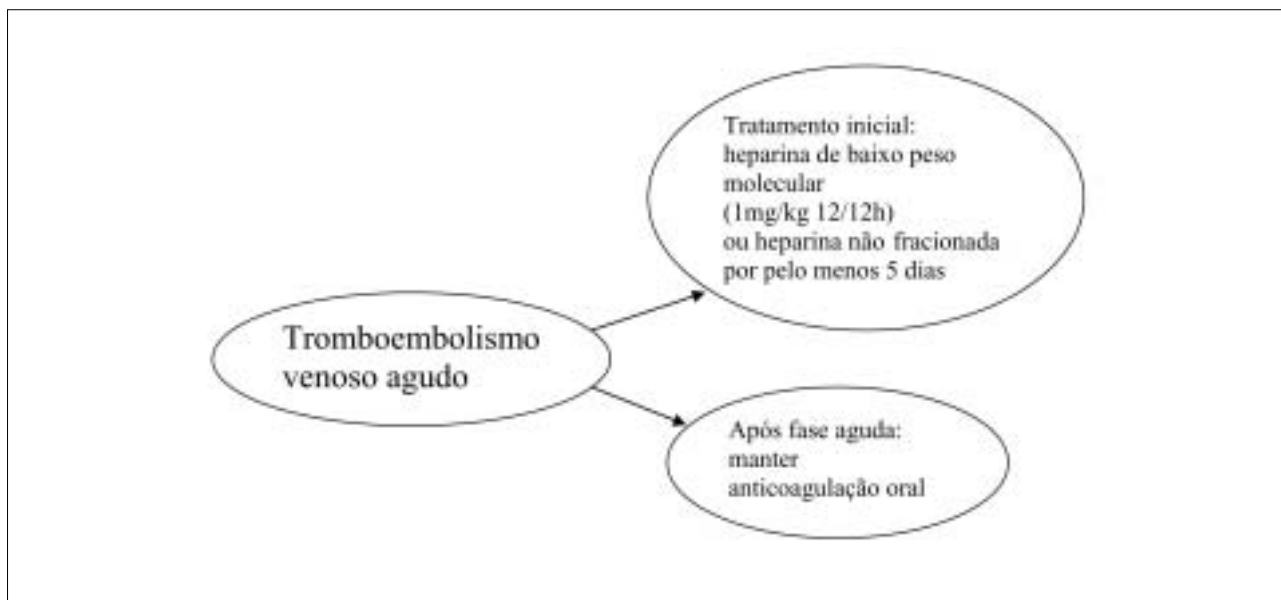 Tratamento inicial:
heparina de baixo peso
molecular
(1mg/kg 12/12h)
ou heparina não fracionada
por pelo menos 5 dias
Tromboembolismo
venoso agudo
Após fase aguda:
manter
anticoagulação oral